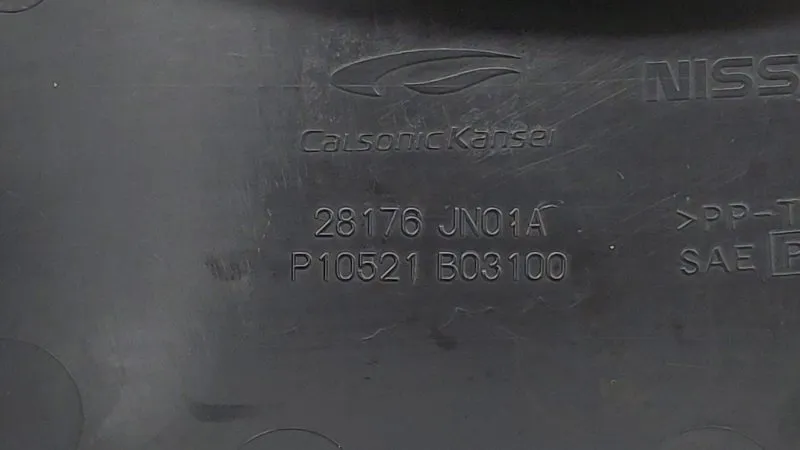 CalsonicKansei
NISS
28176 JN01A
>PP-T
P10521 B03100
SAE P